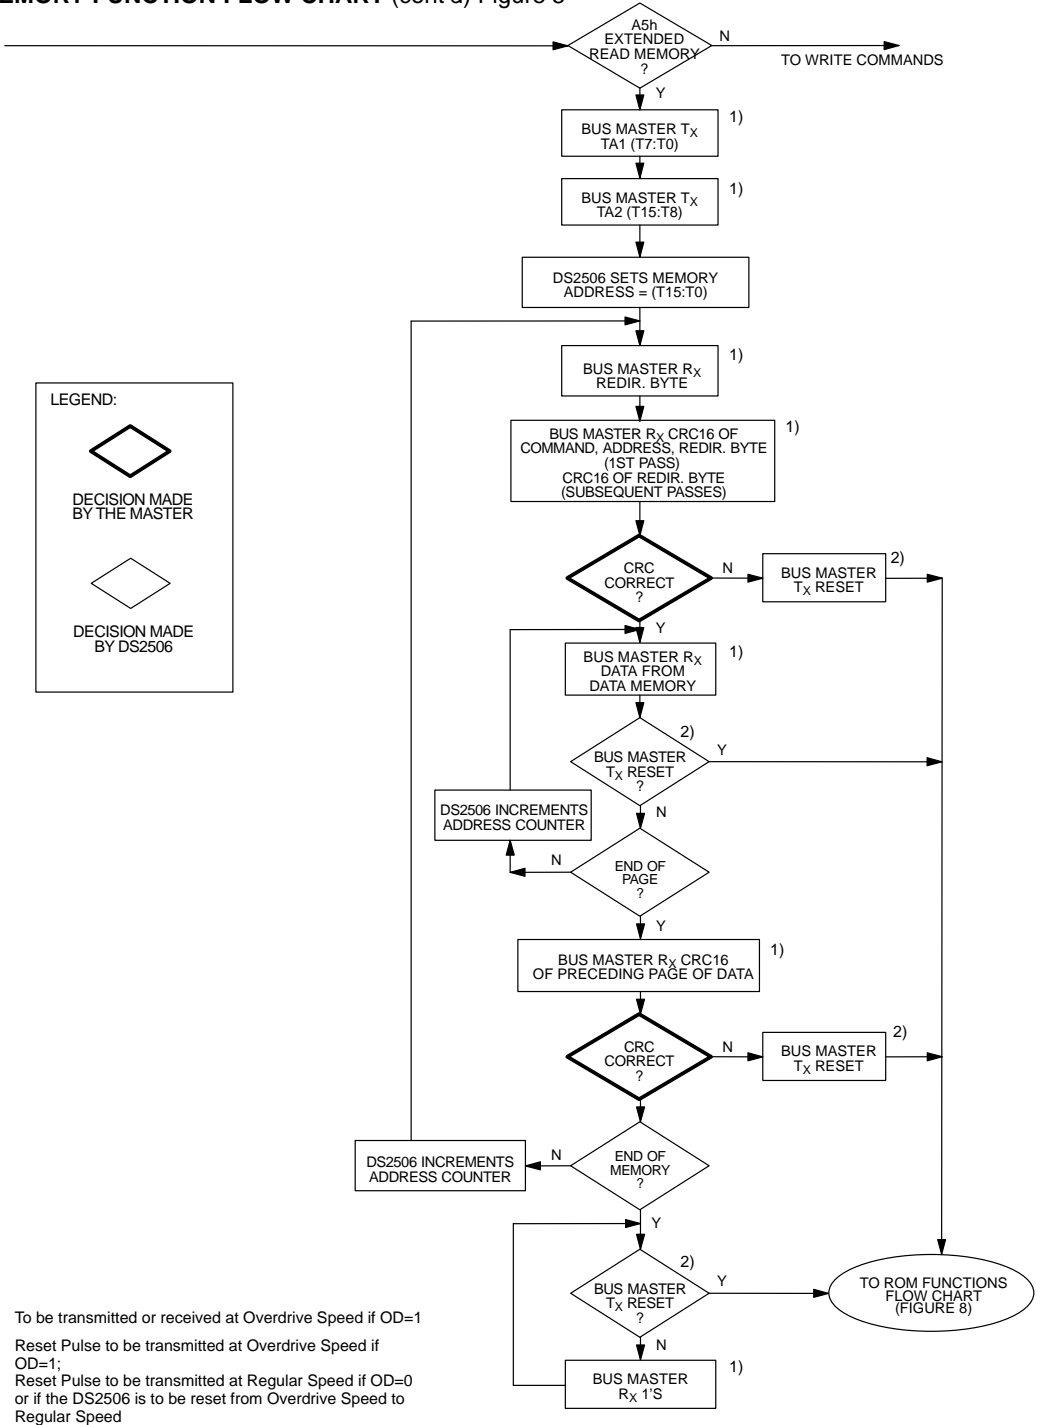 EMORY FUNCTION FLOW CHART (cont'd) Figure 6
A5h
EXTENDED
READ MEMORY
?
N
TO WRITE COMMANDS
Y
BUS MASTER TX
TA1 (T7:T0)
1)
BUS MASTER TX
TA2 (T15:T8)
1)
DS2506 SETS MEMORY
ADDRESS = (T15:T0)
BUS MASTER RX
REDIR. BYTE
1)
LEGEND:
DECISION MADE
BY THE MASTER
DECISION MADE
BY DS2506
BUS MASTER RX CRC16 OF
COMMAND, ADDRESS, REDIR. BYTE
(1ST PASS)
CRC16 OF REDIR. BYTE
(SUBSEQUENT PASSES)
1)
CRC
CORRECT
?
N
BUS MASTER
TX RESET
2)
Y
BUS MASTER RX
DATA FROM
DATA MEMORY
1)
BUS MASTER
TX RESET
?
2)
Y
N
DS2506 INCREMENTS
ADDRESS COUNTER
END OF
PAGE
?
N
Y
BUS MASTER RX CRC16
OF PRECEDING PAGE OF DATA
1)
CRC
CORRECT
?
N
BUS MASTER
TX RESET
2)
END OF
MEMORY
?
N
DS2506 INCREMENTS
ADDRESS COUNTER
Y
BUS MASTER
TX RESET
?
2)
Y
TO ROM FUNCTIONS
FLOW CHART
(FIGURE 8)
N
BUS MASTER
RX 1'S
1)
To be transmitted or received at Overdrive Speed if OD=1
Reset Pulse to be transmitted at Overdrive Speed if
OD=1;
Reset Pulse to be transmitted at Regular Speed if OD=0
or if the DS2506 is to be reset from Overdrive Speed to
Regular Speed